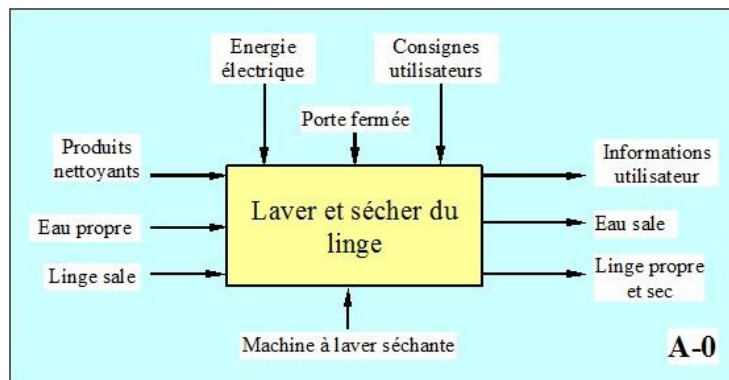 Energie
électrique
Consignes
utilisateurs
Porte fermée
Produits
nettoyants
Informations
utilisateur
Laver et sécher du
linge
Eau propre
Eau sale
Linge sale
Linge propre
et sec
Machine à laver séchante
A-0